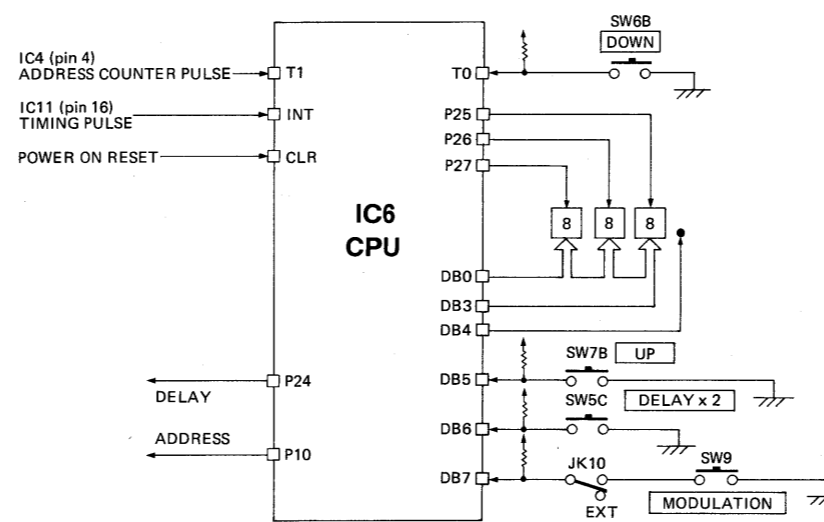 SW6B
DOWN
IC4 (pin 4)
ADDRESS COUNTER PULSE
T1
T0
IC11 (pin 16)
TIMING PULSE
INT
P25
P26
POWER ON RESET
CLR
P27
IC6
CPU
8 8 8
DB0
DB3
DB4
SW7B
UP
P24
DELAY
DB5
SW5C
DELAY x 2
ADDRESS
P10
DB6
JK10
SW9
DB7
EXT
MODULATION